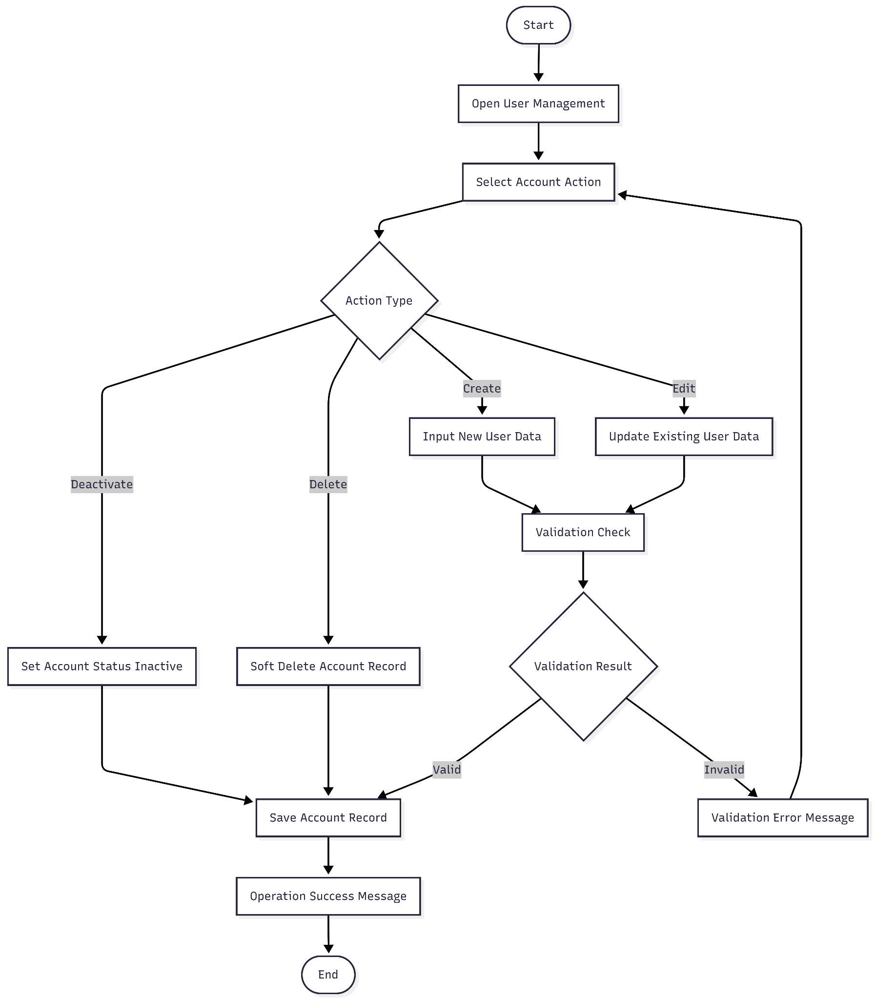 Start
Open User Management
Select Account Action
Action Type
Create
Edit
Input New User Data
Update Existing User Data
Deactivate
Delete
Validation Check
Set Account Status Inactive
Soft Delete Account Record
Validation Result
Valid
Invalid
Save Account Record
Validation Error Message
Operation Success Message
End